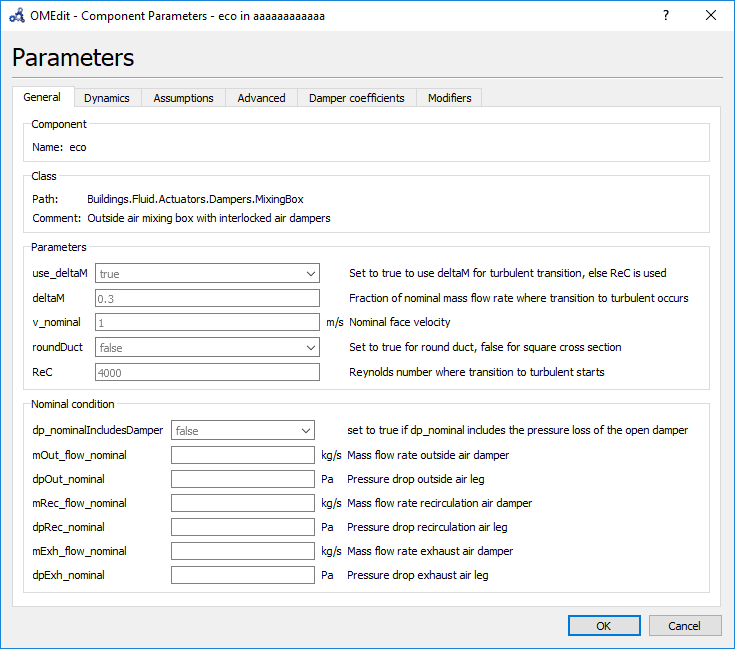 OMEdit - Component Parameters - eco in aaaaaaaaaaaa
Parameters
General Dynamics Assumptions Advanced Damper coefficients Modifiers
Component
Name: eco
Class
Path: Buildings.Fluid.Actuators.Dampers.MixingBox
Comment: Outside air mixing box with interlocked air dampers
Parameters
use_deltaM true Set to true to use deltaM for turbulent transition, else ReC is used
deltaM 0.3 Fraction of nominal mass flow rate where transition to turbulent occurs
v_nominal 1 m/s Nominal face velocity
roundDuct false Set to true for round duct, false for square cross section
ReC 4000 Reynolds number where transition to turbulent starts
Nominal condition
dp_nominalIncludesDamper false set to true if dp_nominal includes the pressure loss of the open damper
mOut_flow_nominal kg/s Mass flow rate outside air damper
dpOut_nominal Pa Pressure drop outside air leg
mRec_flow_nominal kg/s Mass flow rate recirculation air damper
dpRec_nominal Pa Pressure drop recirculation air leg
mExh_flow_nominal kg/s Mass flow rate exhaust air damper
dpExh_nominal Pa Pressure drop exhaust air leg
OK Cancel